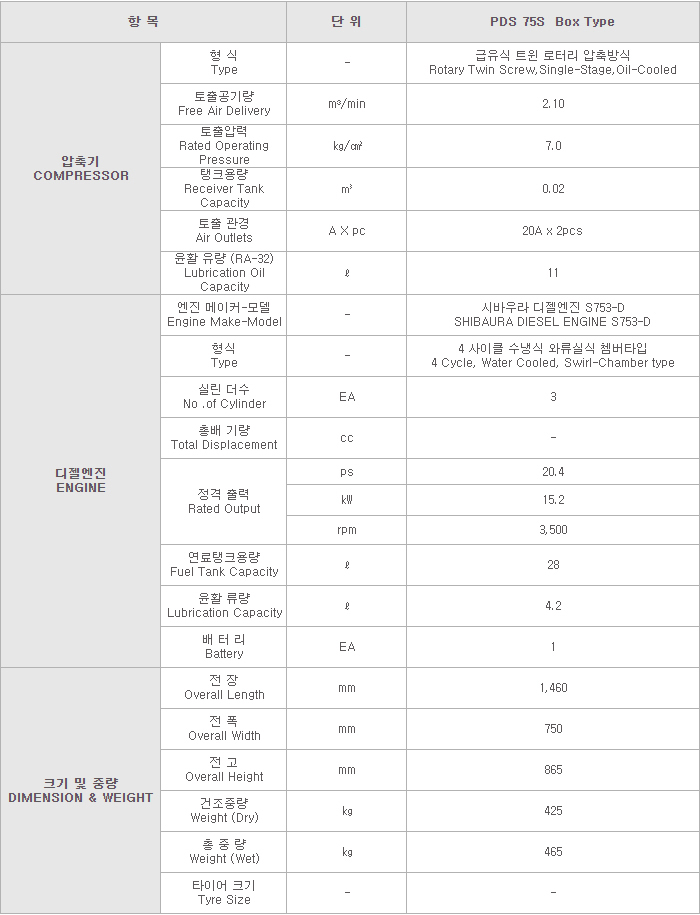 항 목 단 위 PDS 75S Box Type
압축기
COMPRESSOR
형 식
Type
-
급유식 트윈 로터리 압축방식
Rotary Twin Screw,Single-Stage,Oil-Cooled
토출공기량
Free Air Delivery
m³/min
2.10
토출압력
Rated Operating
Pressure
kg/㎠
7.0
탱크용량
Receiver Tank
Capacity
m³
0.02
토출 관경
Air Outlets
A X pc
20A x 2pcs
윤활 유량 (RA-32)
Lubrication Oil
Capacity
ℓ
11
디젤엔진
ENGINE
엔진 메이커-모델
Engine Make-Model
-
시바우라 디젤엔진 S753-D
SHIBAURA DIESEL ENGINE S753-D
형식
Type
-
4 사이클 수냉식 와류실식 쳄버타입
4 Cycle, Water Cooled, Swirl-Chamber type
실린 더수
No .of Cylinder
EA
3
총배 기량
Total Displacement
cc
-
정격 출력
Rated Output
ps
20.4
kW
15.2
rpm
3,500
연료탱크용량
Fuel Tank Capacity
ℓ
28
윤활 류량
Lubrication Capacity
ℓ
4.2
배 터 리
Battery
EA
1
크기 및 중량
DIMENSION & WEIGHT
전 장
Overall Length
mm
1,460
전 폭
Overall Width
mm
750
전 고
Overall Height
mm
865
건조중량
Weight (Dry)
kg
425
총 중 량
Weight (Wet)
kg
465
타이어 크기
Tyre Size
-
-